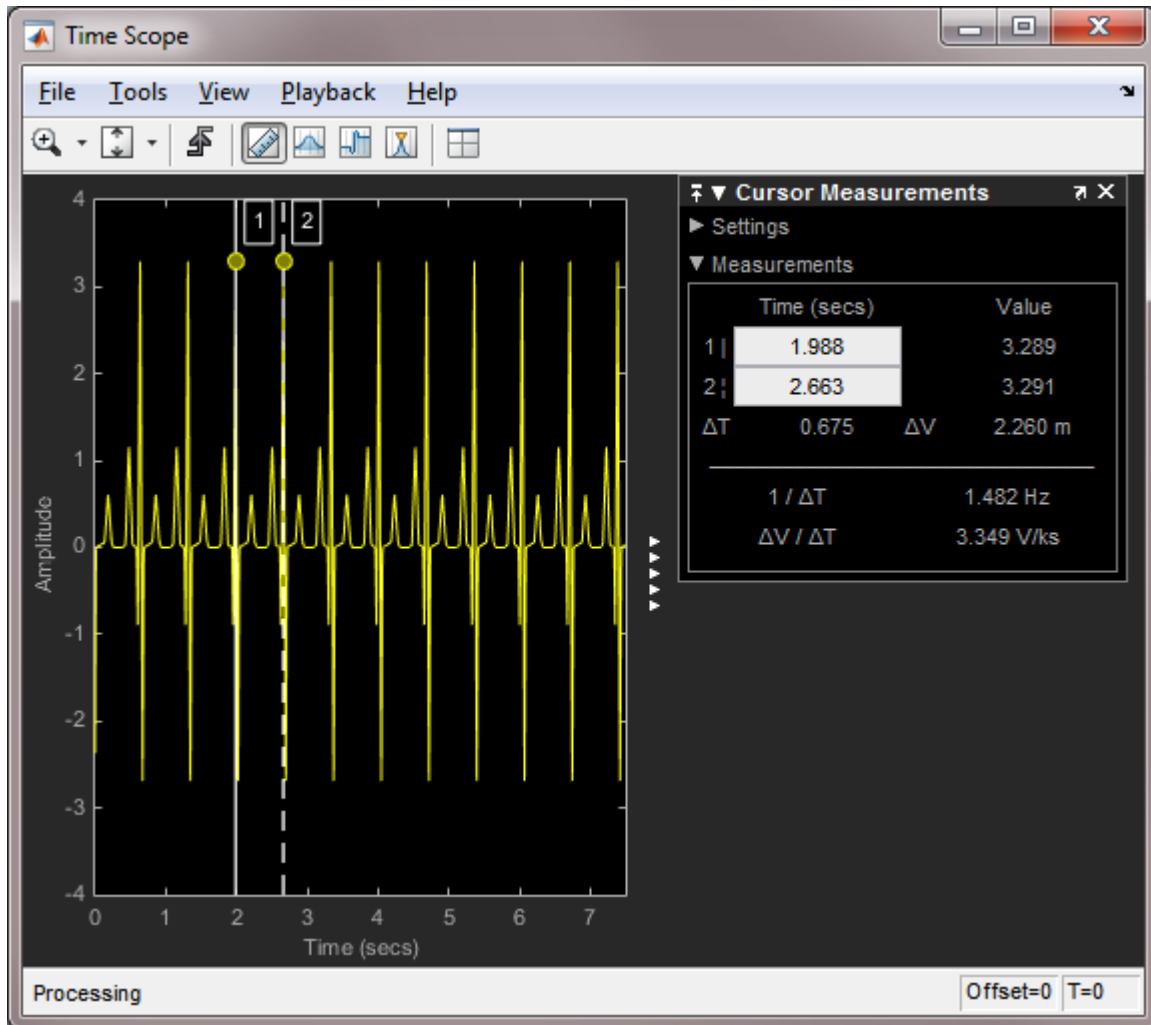 Time Scope
File Tools View Playback Help
Cursor Measurements
Settings
Measurements
Time (secs) Value
1 | 1.988 3.289
2 ¦ 2.663 3.291
ΔT 0.675 ΔV 2.260 m
1 / ΔT 1.482 Hz
ΔV / ΔT 3.349 V/ks
1 2
4
3
2
1
0
-1
-2
-3
-4
Amplitude
0 1 2 3 4 5 6 7
Time (secs)
Processing Offset=0 T=0